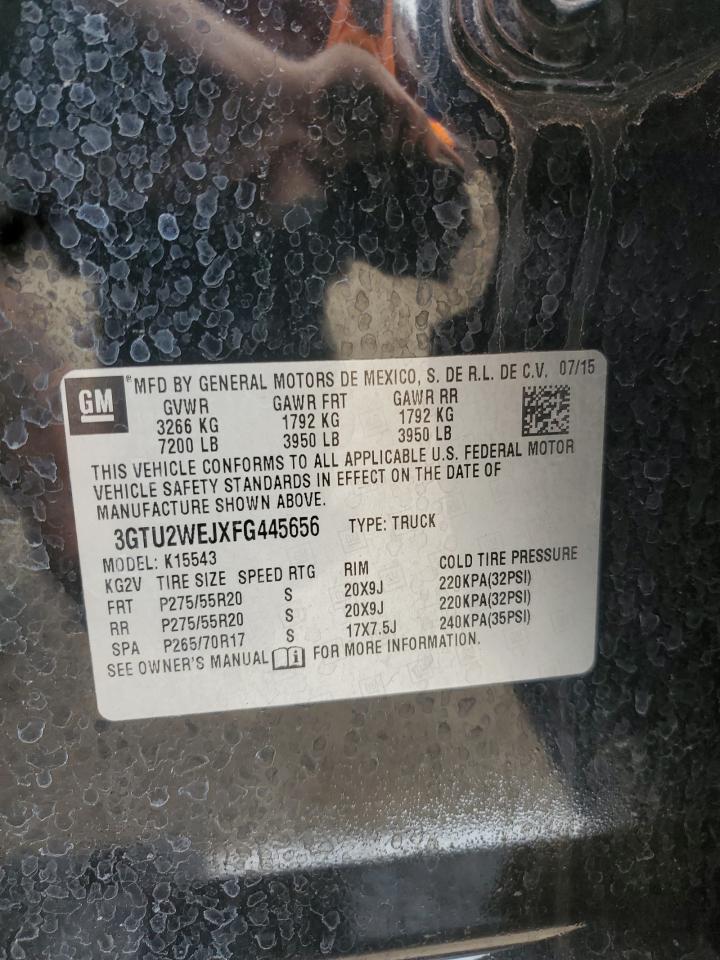 GM ® MFD BY GENERAL MOTORS DE MEXICO, S. DE R.L. DE C.V. 07/15
GVWR GAWR FRT GAWR RR
3266 KG 1792 KG 1792 KG
7200 LB 3950 LB 3950 LB
THIS VEHICLE CONFORMS TO ALL APPLICABLE U.S. FEDERAL MOTOR
VEHICLE SAFETY STANDARDS IN EFFECT ON THE DATE OF
MANUFACTURE SHOWN ABOVE.
3GTU2WEJXFG445656 TYPE: TRUCK
MODEL: K15543
KG2V TIRE SIZE SPEED RTG RIM COLD TIRE PRESSURE
FRT P275/55R20 S 20X9J 220KPA(32PSI)
RR P275/55R20 S 20X9J 220KPA(32PSI)
SPA P265/70R17 S 17X7.5J 240KPA(35PSI)
SEE OWNER'S MANUAL FOR MORE INFORMATION.